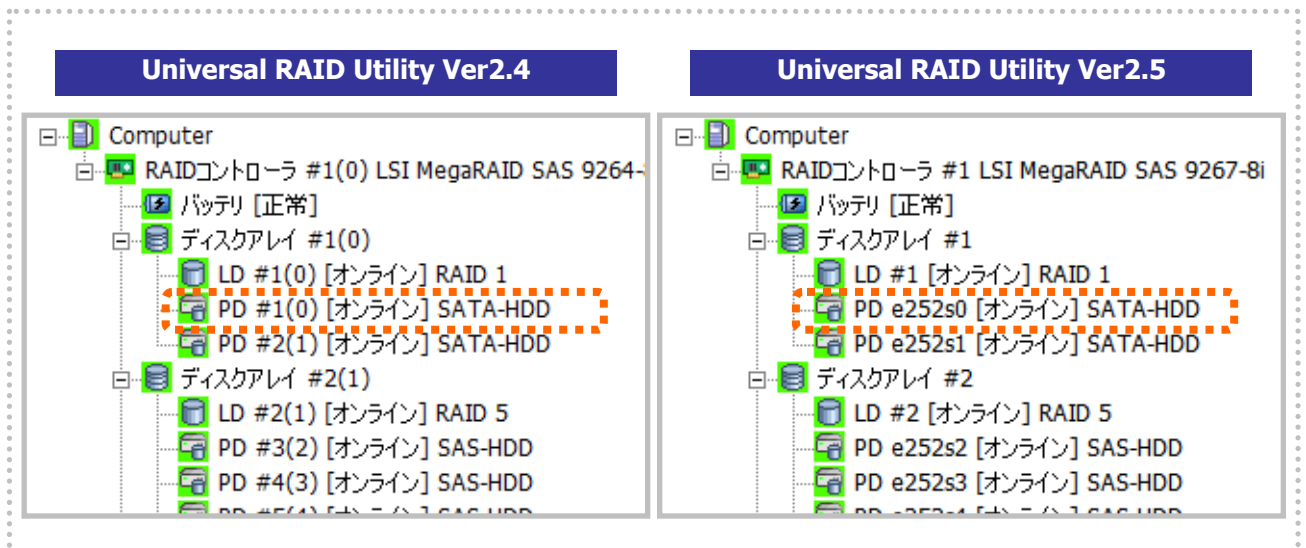 Universal RAID Utility Ver2.4
Computer
RAIDコントローラ #1(0) LSI MegaRAID SAS 9264-
バッテリ [正常]
ディスクアレイ #1(0)
LD #1(0) [オンライン] RAID 1
PD #1(0) [オンライン] SATA-HDD
PD #2(1) [オンライン] SATA-HDD
ディスクアレイ #2(1)
LD #2(1) [オンライン] RAID 5
PD #3(2) [オンライン] SAS-HDD
PD #4(3) [オンライン] SAS-HDD
Universal RAID Utility Ver2.5
Computer
RAIDコントローラ #1 LSI MegaRAID SAS 9267-8i
バッテリ [正常]
ディスクアレイ #1
LD #1 [オンライン] RAID 1
PD e252s0 [オンライン] SATA-HDD
PD e252s1 [オンライン] SATA-HDD
ディスクアレイ #2
LD #2 [オンライン] RAID 5
PD e252s2 [オンライン] SAS-HDD
PD e252s3 [オンライン] SAS-HDD